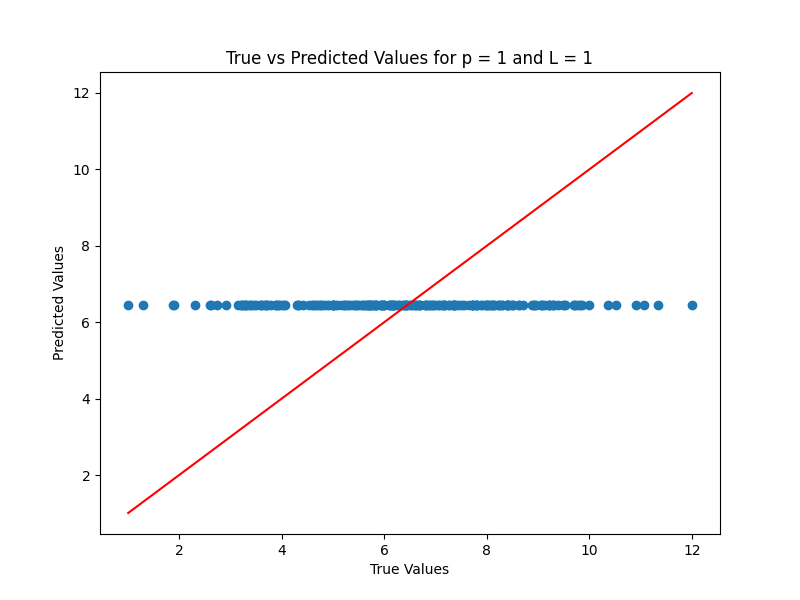 True vs Predicted Values for p = 1 and L = 1
12
10
8
6
4
2
Predicted Values
2 4 6 8 10 12
True Values